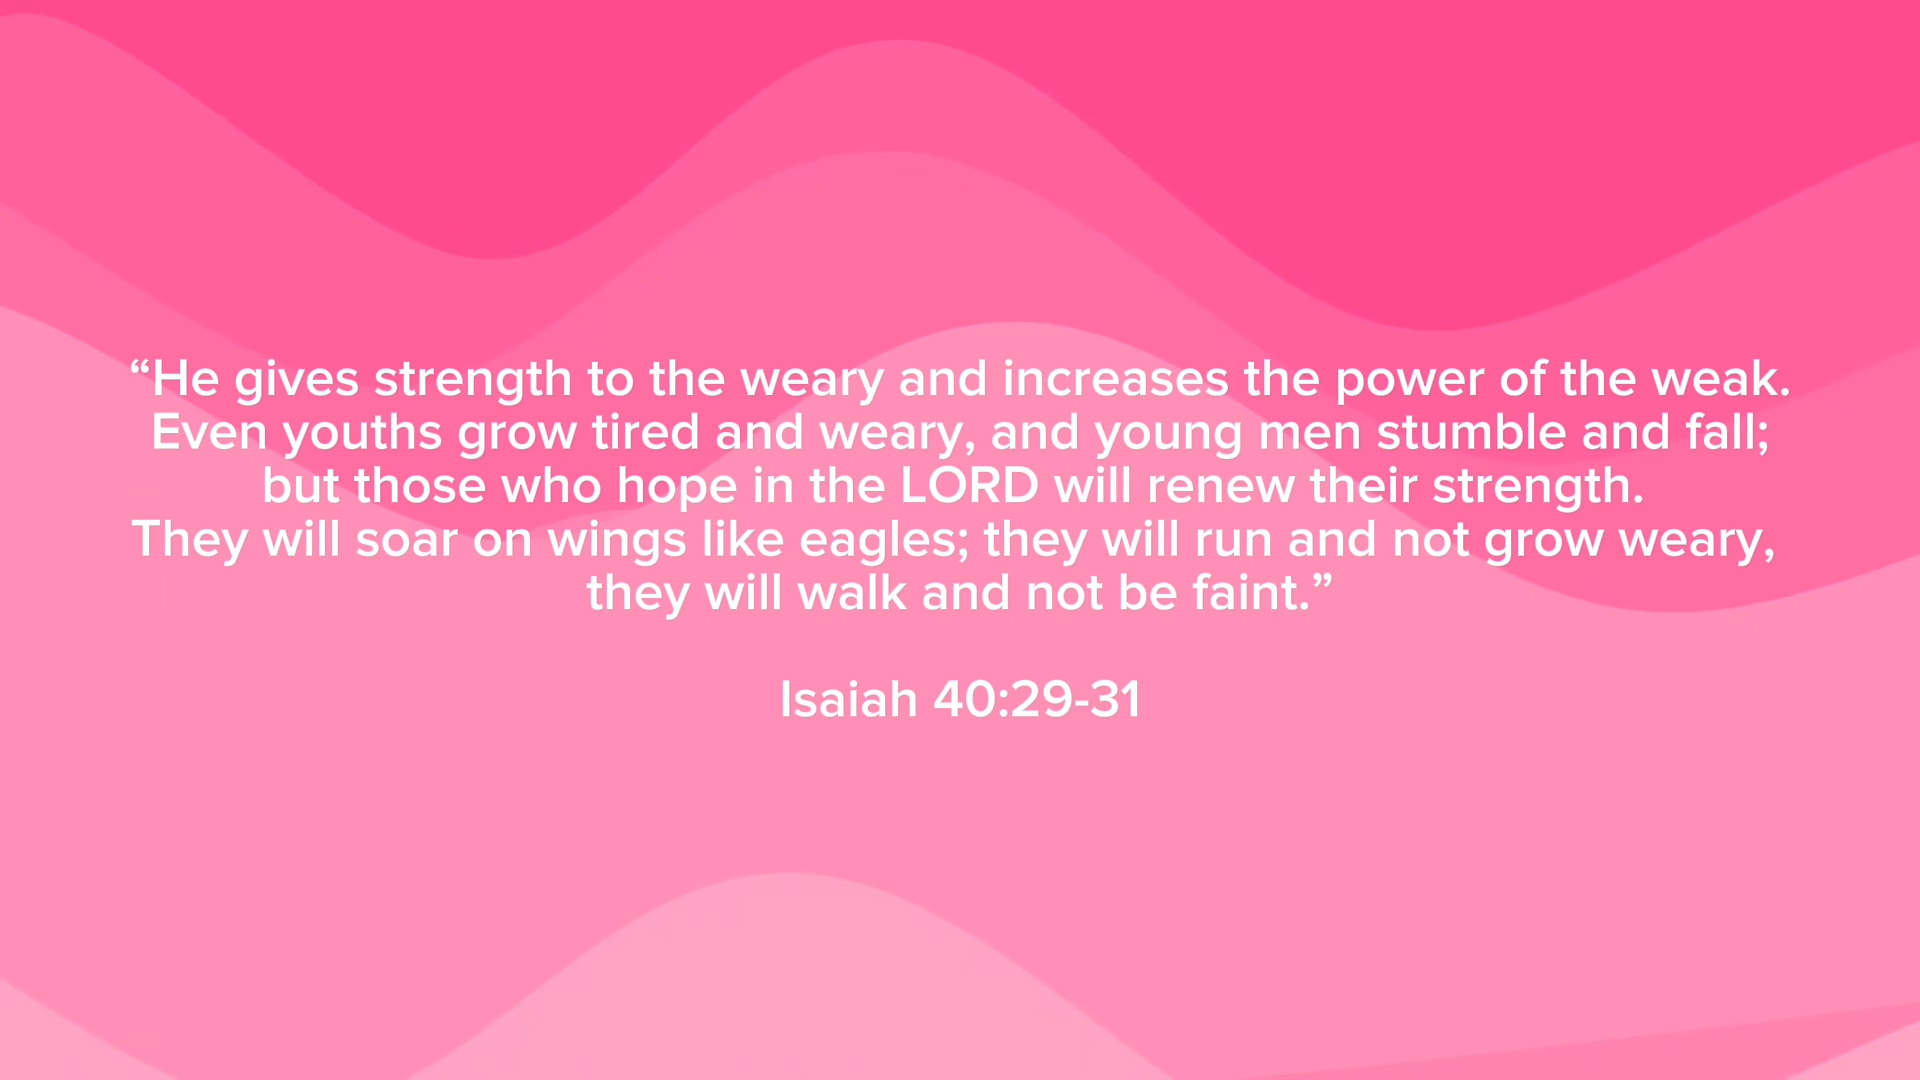 “He gives strength to the weary and increases the power of the weak.
Even youths grow tired and weary, and young men stumble and fall;
but those who hope in the LORD will renew their strength.
They will soar on wings like eagles; they will run and not grow weary,
they will walk and not be faint.”
Isaiah 40:29-31